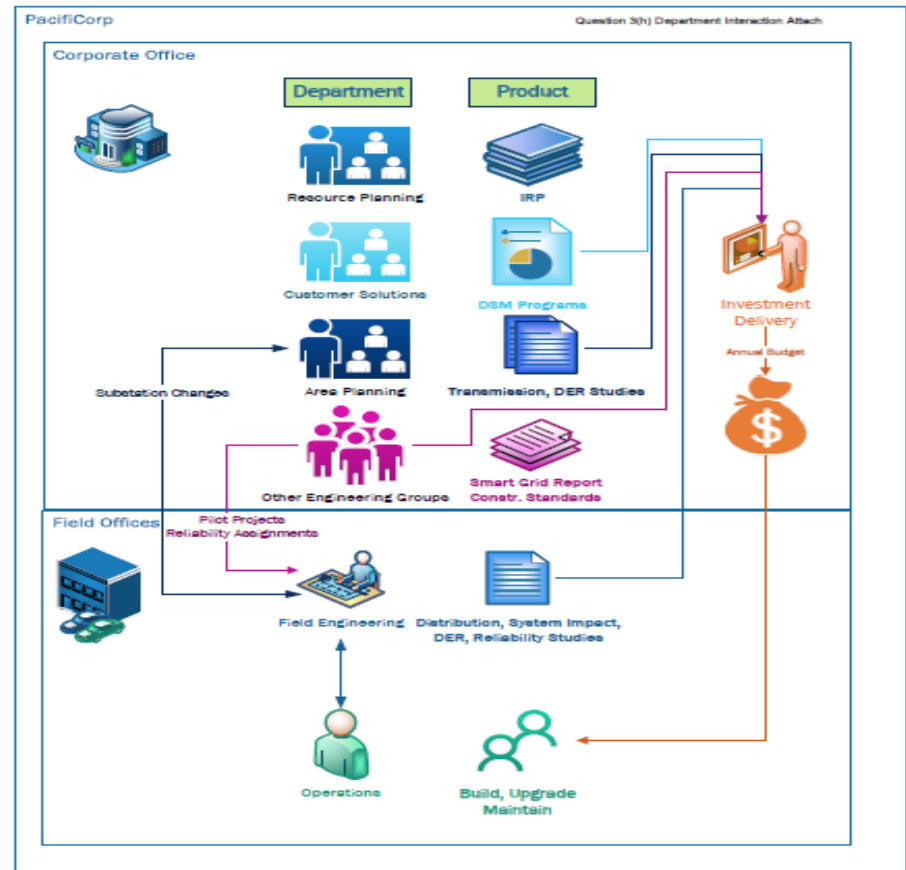 PacifiCorp
Question 3(h) Department Interaction Attach
Corporate Office
Department
Product
Resource Planning
IRP
Customer Solutions
DSM Programs
Investment
Delivery
Annual Budget
Substation Changes
Area Planning
Transmission, DER Studies
Other Engineering Groups
Smart Grid Report
Constr. Standards
$
Field Offices
Pilot Projects
Reliability Assignments
Field Engineering
Distribution, System Impact,
DER, Reliability Studies
Operations
Build, Upgrade
Maintain